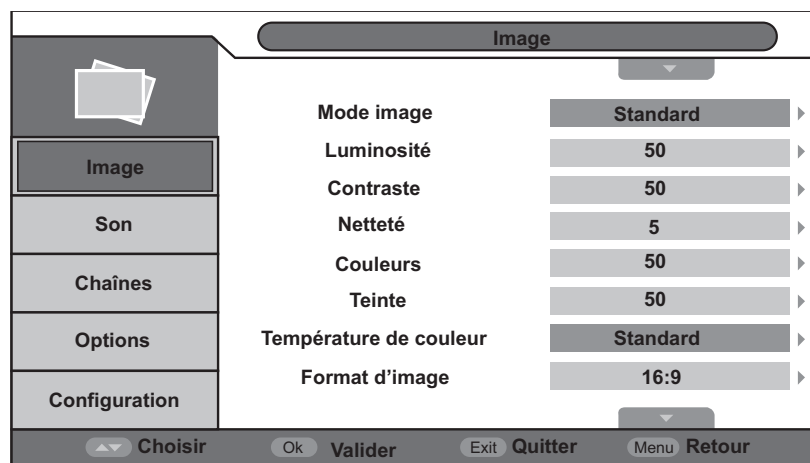 Image
Image
Son
Chaînes
Options
Configuration
Mode image Standard
Luminosité 50
Contraste 50
Netteté 5
Couleurs 50
Teinte 50
Température de couleur Standard
Format d’image 16:9
Choisir Ok Valider Exit Quitter Menu Retour